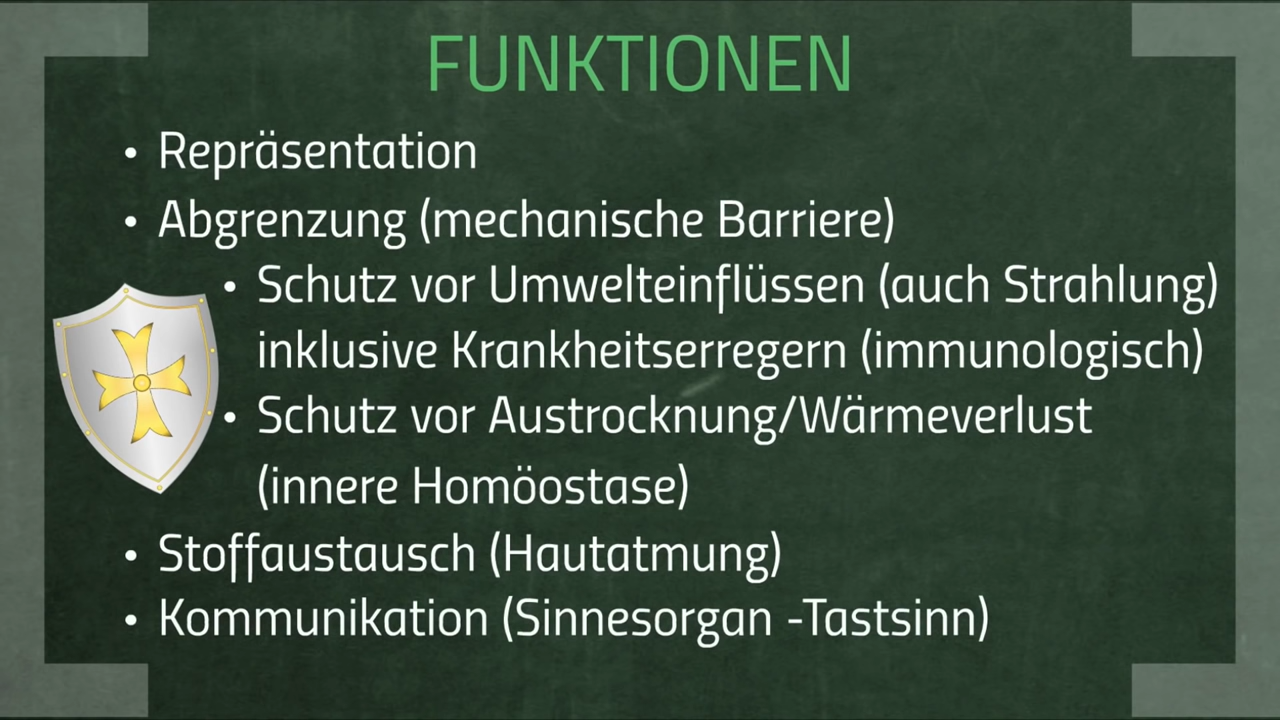 FUNKTIONEN
• Repräsentation
• Abgrenzung (mechanische Barriere)
• Schutz vor Umwelteinflüssen (auch Strahlung)
inklusive Krankheitserregern (immunologisch)
• Schutz vor Austrocknung/Wärmeverlust
(innere Homöostase)
• Stoffaustausch (Hautatmung)
• Kommunikation (Sinnesorgan -Tastsinn)